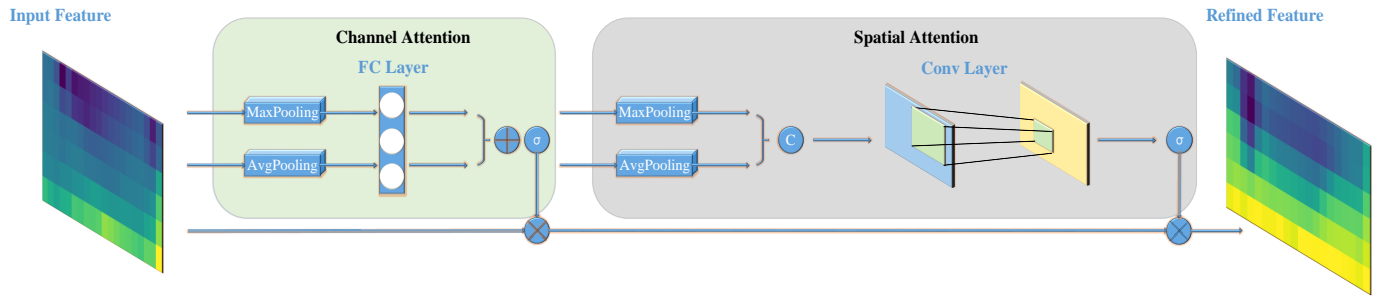 Input Feature
Channel Attention
FC Layer
MaxPooling
AvgPooling
σ
Spatial Attention
Conv Layer
MaxPooling
AvgPooling
C
σ
Refined Feature